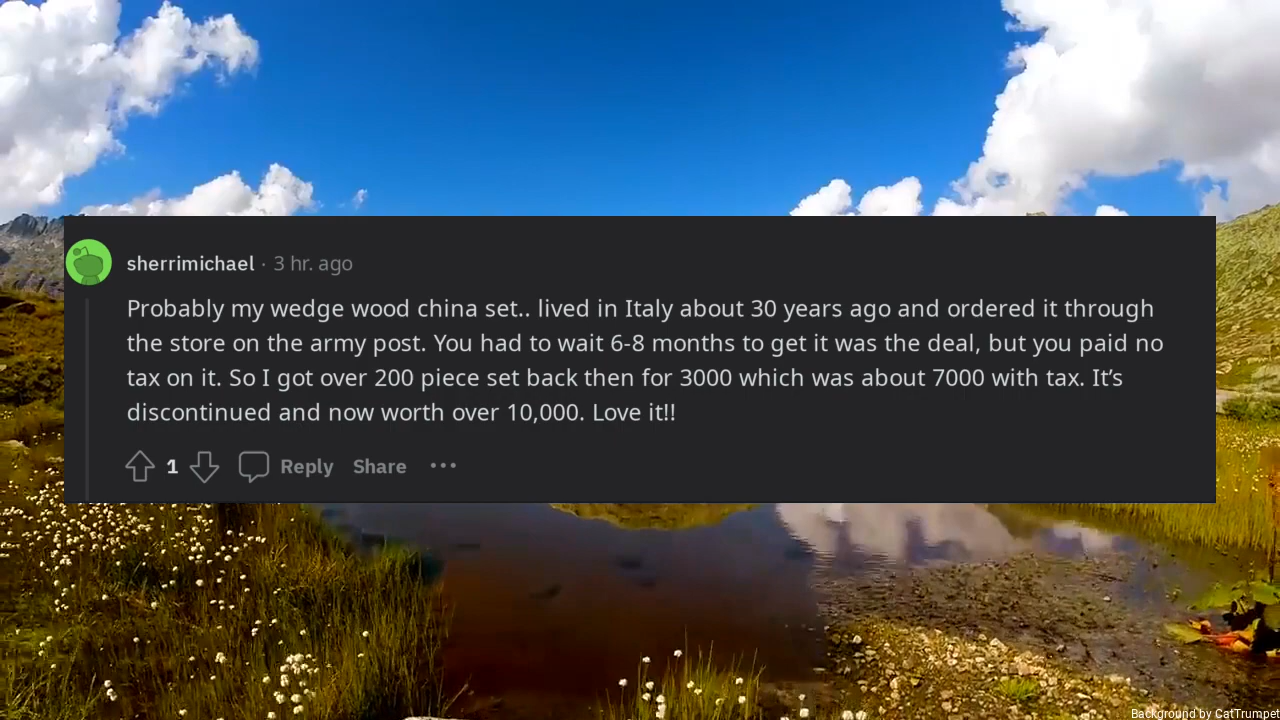 sherrimichael · 3 hr. ago
Probably my wedge wood china set.. lived in Italy about 30 years ago and ordered it through
the store on the army post. You had to wait 6-8 months to get it was the deal, but you paid no
tax on it. So I got over 200 piece set back then for 3000 which was about 7000 with tax. It’s
discontinued and now worth over 10,000. Love it!!
1 Reply Share ···
Background by CatTrumpet